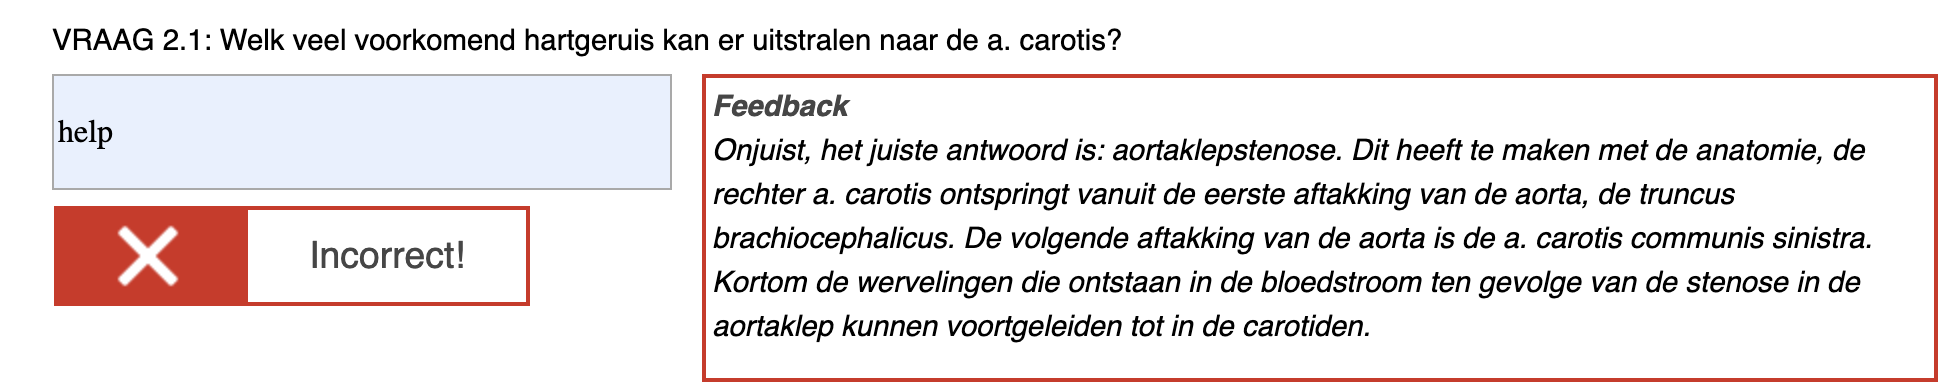 VRAAG 2.1: Welk veel voorkomend hartgeruis kan er uitstralen naar de a. carotis?
help
Incorrect!
Feedback
Onjuist, het juiste antwoord is: aortaklepstenose. Dit heeft te maken met de anatomie, de
rechter a. carotis ontspringt vanuit de eerste aftakking van de aorta, de truncus
brachiocephalicus. De volgende aftakking van de aorta is de a. carotis communis sinistra.
Kortom de wervelingen die ontstaan in de bloedstroom ten gevolge van de stenose in de
aortaklep kunnen voortgeleiden tot in de carotiden.